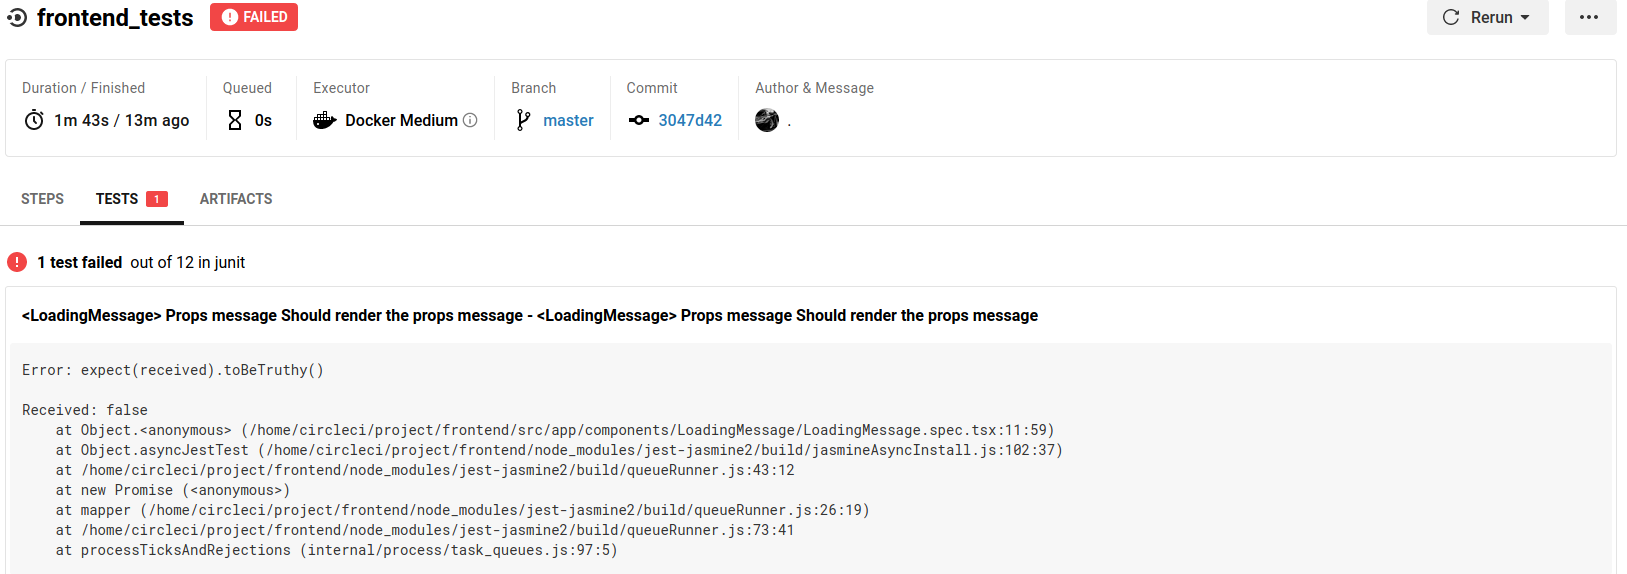 frontend_tests FAILED Rerun
Duration / Finished Queued Executor Branch Commit Author & Message
1m 43s / 13m ago 0s Docker Medium master 3047d42 .
STEPS TESTS 1 ARTIFACTS
1 test failed out of 12 in junit
<LoadingMessage> Props message Should render the props message - <LoadingMessage> Props message Should render the props message
Error: expect(received).toBeTruthy()
Received: false
at Object.<anonymous> (/home/circleci/project/frontend/src/app/components/LoadingMessage/LoadingMessage.spec.tsx:11:59)
at Object.asyncJestTest (/home/circleci/project/frontend/node_modules/jest-jasmine2/build/jasmineAsyncInstall.js:102:37)
at /home/circleci/project/frontend/node_modules/jest-jasmine2/build/queueRunner.js:43:12
at new Promise (<anonymous>)
at mapper (/home/circleci/project/frontend/node_modules/jest-jasmine2/build/queueRunner.js:26:19)
at /home/circleci/project/frontend/node_modules/jest-jasmine2/build/queueRunner.js:73:41
at processTicksAndRejections (internal/process/task_queues.js:97:5)